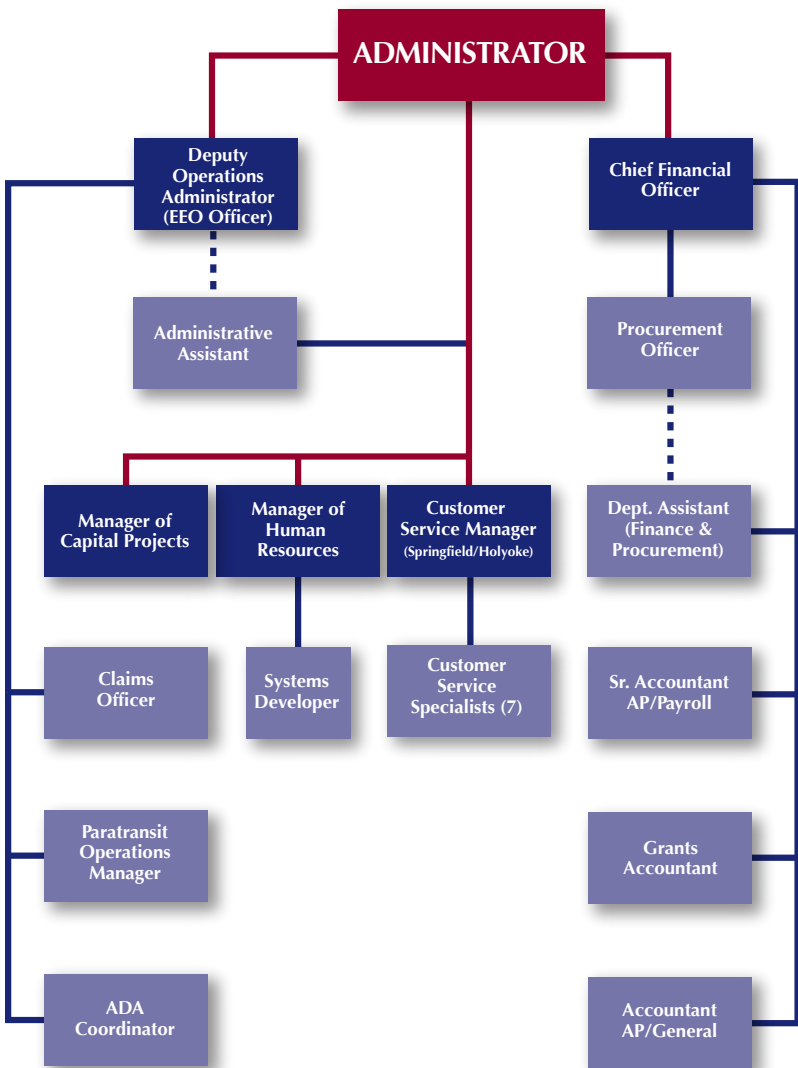 ADMINISTRATOR
Deputy
Operations
Administrator
(EEO Officer)
Chief Financial
Officer
Administrative
Assistant
Procurement
Officer
Manager of
Capital Projects
Manager of
Human
Resources
Customer
Service Manager
(Springfield/Holyoke)
Dept. Assistant
(Finance &
Procurement)
Claims
Officer
Systems
Developer
Customer
Service
Specialists (7)
Sr. Accountant
AP/Payroll
Paratransit
Operations
Manager
Grants
Accountant
ADA
Coordinator
Accountant
AP/General